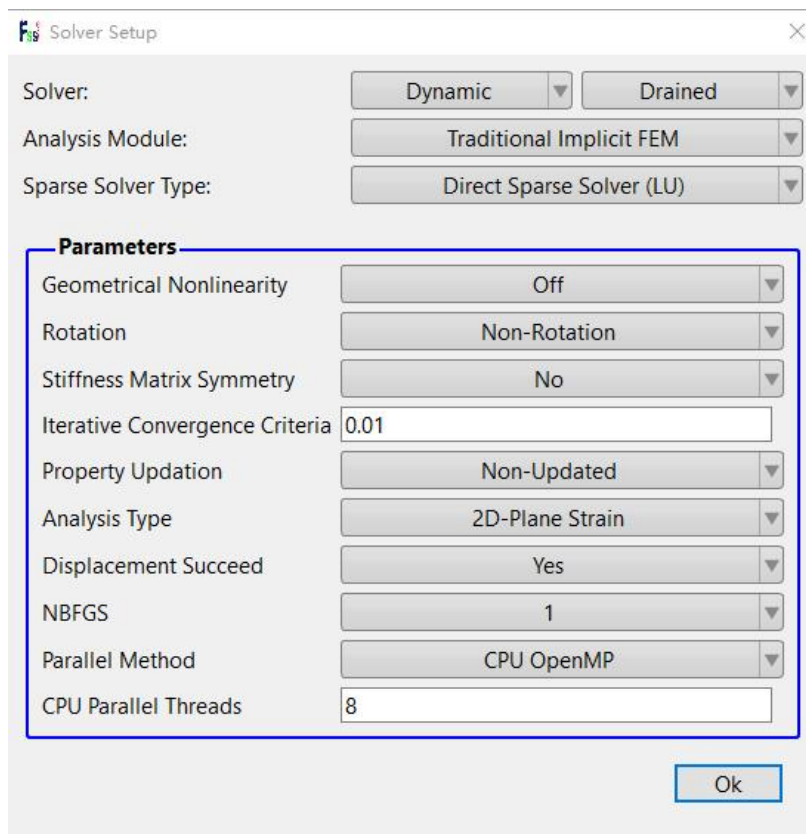 Solver Setup
Solver: Dynamic Drained
Analysis Module: Traditional Implicit FEM
Sparse Solver Type: Direct Sparse Solver (LU)
Parameters
Geometrical Nonlinearity Off
Rotation Non-Rotation
Stiffness Matrix Symmetry No
Iterative Convergence Criteria 0.01
Property Updation Non-Updated
Analysis Type 2D-Plane Strain
Displacement Succeed Yes
NBFGS 1
Parallel Method CPU OpenMP
CPU Parallel Threads 8
Ok